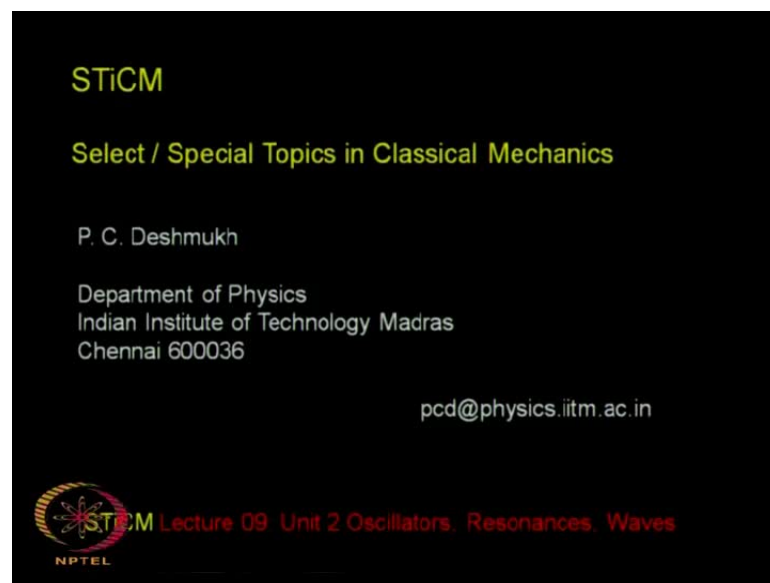 STiCM
Select / Special Topics in Classical Mechanics
P. C. Deshmukh
Department of Physics
Indian Institute of Technology Madras
Chennai 600036
pcd@physics.iitm.ac.in
STiCM Lecture 09 Unit 2 Oscillators. Resonances. Waves
NPTEL